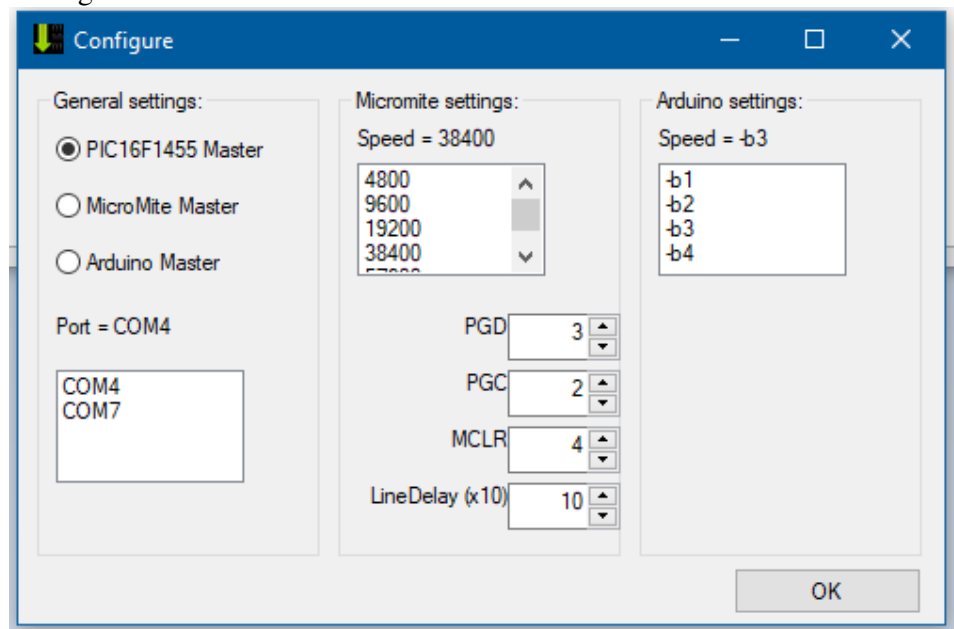 Configure
General settings:
PIC16F1455 Master
MicroMite Master
Arduino Master
Port = COM4
COM4
COM7
Micromite settings:
Speed = 38400
4800
9600
19200
38400
PGD 3
PGC 2
MCLR 4
LineDelay (x10) 10
Arduino settings:
Speed = -b3
-b1
-b2
-b3
-b4
OK